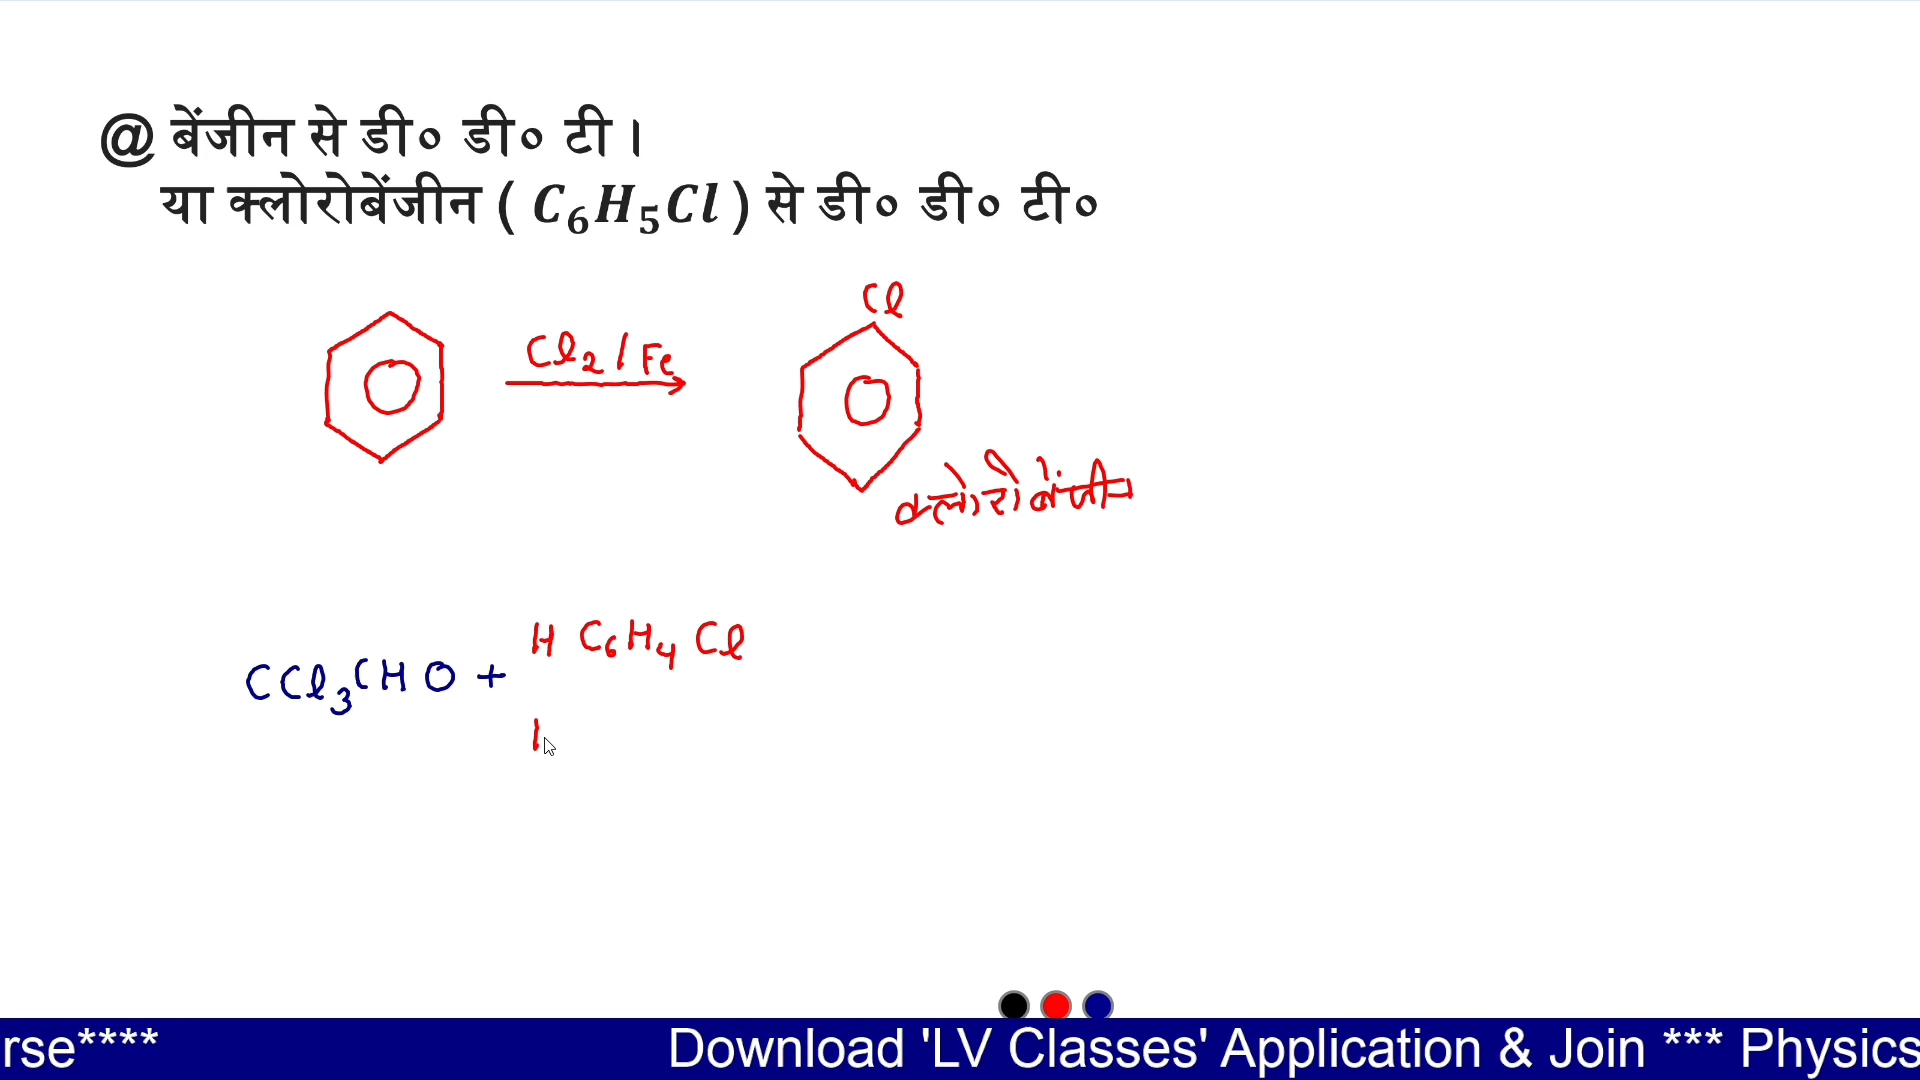 @ बेंजीन से डी० डी० टी ।
या क्लोरोबेंजीन ( C₆H₅Cl ) से डी० डी० टी०
Cl
Cl₂ / Fe
क्लोरोबेंजीन
H C₆H₄ Cl
CCl₃CHO +
rse**** Download 'LV Classes' Application & Join *** Physics